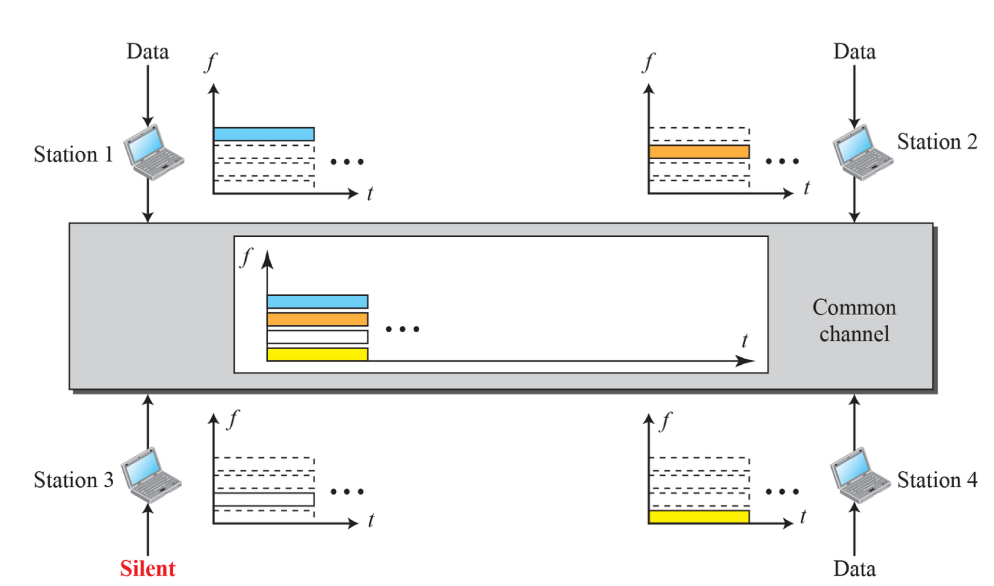 Data
Data
f
f
Station 1
Station 2
• • •
• • •
t
t
f
Common
channel
• • •
t
f
f
Station 3
Station 4
• • •
• • •
t
t
Silent
Data